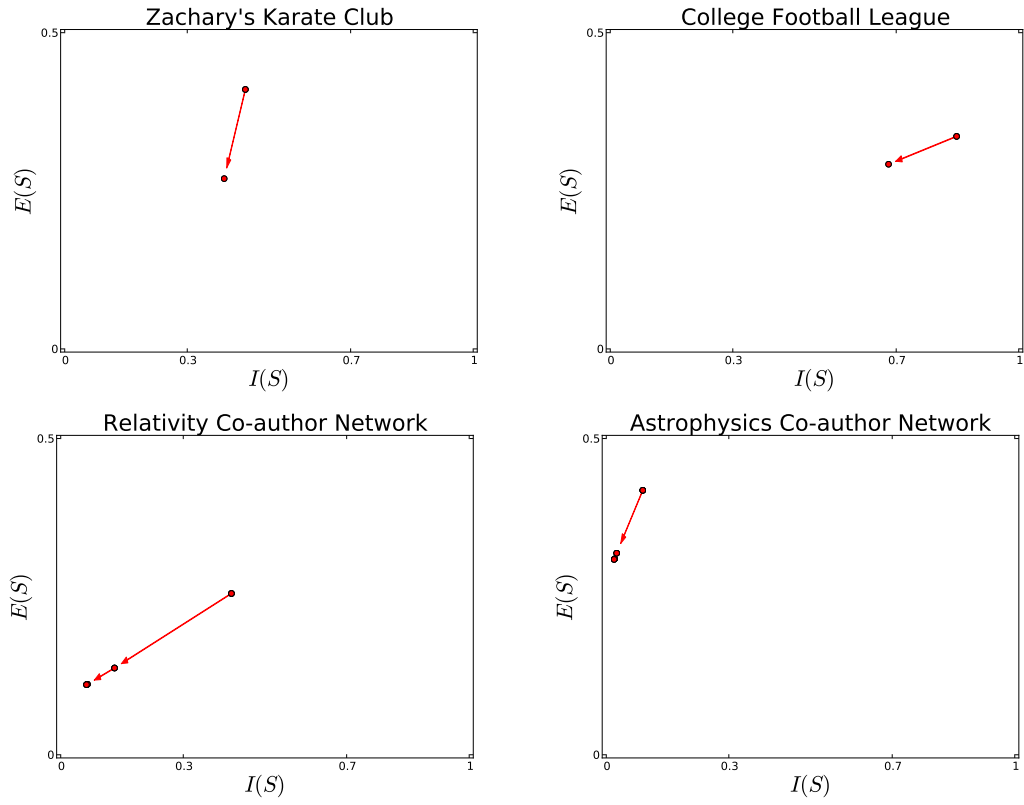 Zachary's Karate Club
0.5
E(S)
0
0 0.3 0.7 1
I(S)
College Football League
0.5
E(S)
0
0 0.3 0.7 1
I(S)
Relativity Co-author Network
0.5
E(S)
0
0 0.3 0.7 1
I(S)
Astrophysics Co-author Network
0.5
E(S)
0
0 0.3 0.7 1
I(S)